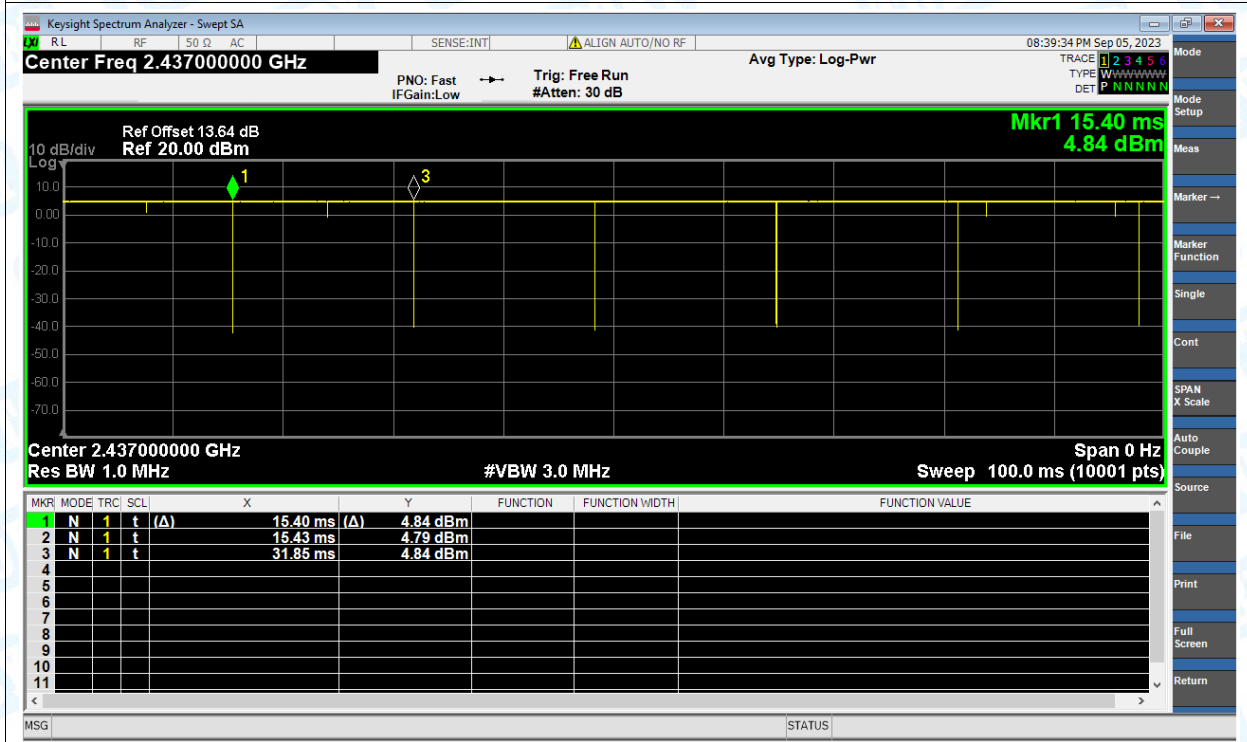 Keysight Spectrum Analyzer - Swept SA
LXI RL RF 50 Ω AC SENSE:INT ALIGN AUTO/NO RF 08:39:34 PM Sep 05, 2023
Center Freq 2.437000000 GHz
Avg Type: Log-Pwr
TRACE 1 2 3 4 5 6
TYPE WWWWWW
DET P N N N N N
PNO: Fast
IFGain:Low
Trig: Free Run
#Atten: 30 dB
Mkr1 15.40 ms
4.84 dBm
Ref Offset 13.64 dB
10 dB/div Ref 20.00 dBm
Log
1
3
10.0
0.00
-10.0
-20.0
-30.0
-40.0
-50.0
-60.0
-70.0
Center 2.437000000 GHz Span 0 Hz
Res BW 1.0 MHz #VBW 3.0 MHz Sweep 100.0 ms (10001 pts)
MKR MODE TRC SCL X Y FUNCTION FUNCTION WIDTH FUNCTION VALUE
1 N 1 t (Δ) 15.40 ms (Δ) 4.84 dBm
2 N 1 t 15.43 ms 4.79 dBm
3 N 1 t 31.85 ms 4.84 dBm
4
5
6
7
8
9
10
11
MSG STATUS
Mode
Mode
Setup
Meas
Marker →
Marker
Function
Single
Cont
SPAN
X Scale
Auto
Couple
Source
File
Print
Full
Screen
Return